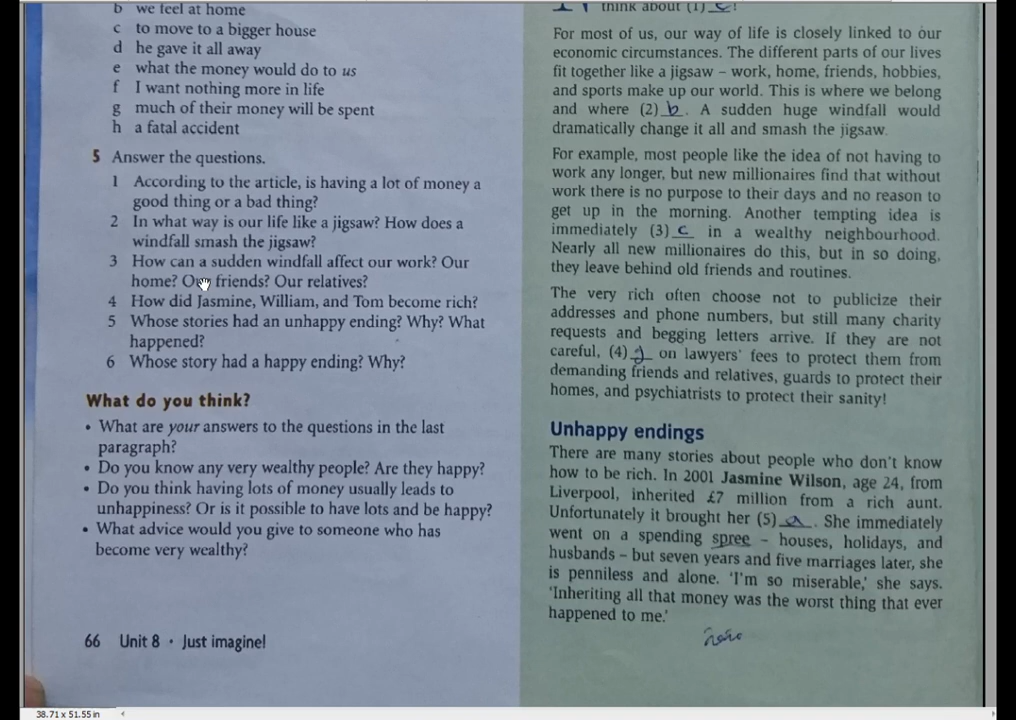 b we feel at home
c to move to a bigger house
d he gave it all away
e what the money would do to us
f I want nothing more in life
g much of their money will be spent
h a fatal accident
5 Answer the questions.
1 According to the article, is having a lot of money a
good thing or a bad thing?
2 In what way is our life like a jigsaw? How does a
windfall smash the jigsaw?
3 How can a sudden windfall affect our work? Our
home? Our friends? Our relatives?
4 How did Jasmine, William, and Tom become rich?
5 Whose stories had an unhappy ending? Why? What
happened?
6 Whose story had a happy ending? Why?
What do you think?
• What are your answers to the questions in the last
paragraph?
• Do you know any very wealthy people? Are they happy?
• Do you think having lots of money usually leads to
unhappiness? Or is it possible to have lots and be happy?
• What advice would you give to someone who has
become very wealthy?
66 Unit 8 • Just imagine!
think about (1) e!
For most of us, our way of life is closely linked to our
economic circumstances. The different parts of our lives
fit together like a jigsaw – work, home, friends, hobbies,
and sports make up our world. This is where we belong
and where (2) b. A sudden huge windfall would
dramatically change it all and smash the jigsaw.
For example, most people like the idea of not having to
work any longer, but new millionaires find that without
work there is no purpose to their days and no reason to
get up in the morning. Another tempting idea is
immediately (3) c in a wealthy neighbourhood.
Nearly all new millionaires do this, but in so doing,
they leave behind old friends and routines.
The very rich often choose not to publicize their
addresses and phone numbers, but still many charity
requests and begging letters arrive. If they are not
careful, (4) g on lawyers' fees to protect them from
demanding friends and relatives, guards to protect their
homes, and psychiatrists to protect their sanity!
Unhappy endings
There are many stories about people who don't know
how to be rich. In 2001 Jasmine Wilson, age 24, from
Liverpool, inherited £7 million from a rich aunt.
Unfortunately it brought her (5) a. She immediately
went on a spending spree – houses, holidays, and
husbands – but seven years and five marriages later, she
is penniless and alone. 'I'm so miserable,' she says.
'Inheriting all that money was the worst thing that ever
happened to me.'
38.71 x 51.55 in